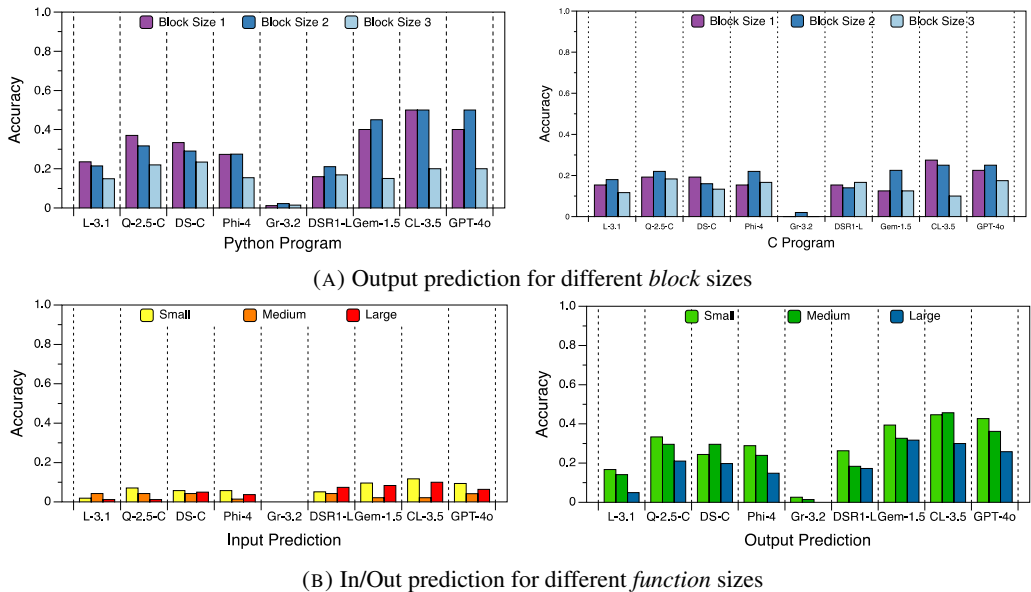 Block Size 1 Block Size 2 Block Size 3
1.0
0.8
0.6
0.4
0.2
0
Accuracy
L-3.1 Q-2.5-C DS-C Phi-4 Gr-3.2 DSR1-L Gem-1.5 CL-3.5 GPT-4o
Python Program
Block Size 1 Block Size 2 Block Size 3
1.0
0.8
0.6
0.4
0.2
0
Accuracy
L-3.1 Q-2.5-C DS-C Phi-4 Gr-3.2 DSR1-L Gem-1.5 CL-3.5 GPT-4o
C Program
(A) Output prediction for different block sizes
Small Medium Large
1.0
0.8
0.6
0.4
0.2
0
Accuracy
L-3.1 Q-2.5-C DS-C Phi-4 Gr-3.2 DSR1-L Gem-1.5 CL-3.5 GPT-4o
Input Prediction
Small Medium Large
1.0
0.8
0.6
0.4
0.2
0
Accuracy
L-3.1 Q-2.5-C DS-C Phi-4 Gr-3.2 DSR1-L Gem-1.5 CL-3.5 GPT-4o
Output Prediction
(B) In/Out prediction for different function sizes